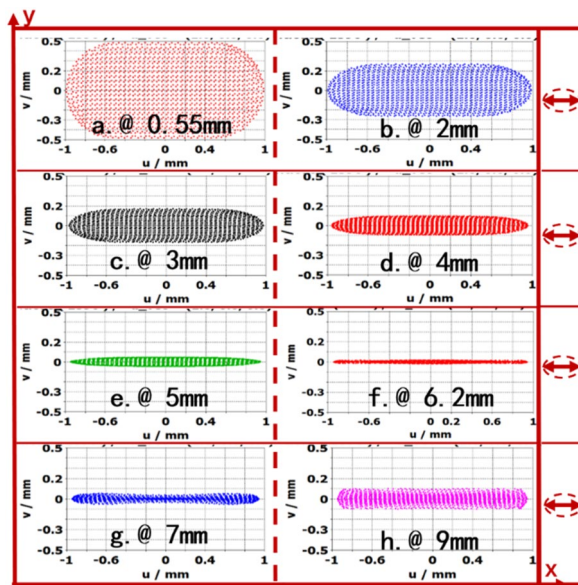 y
0.5
0.2
0
-0.3
-0.5
v / mm
a.@ 0.55mm
-1 -0.6 0 0.4 1
u / mm
0.5
0.2
0
-0.3
-0.5
v / mm
b.@ 2mm
-1 -0.6 0 0.4 1
u / mm
0.5
0.2
0
-0.3
-0.5
v / mm
c.@ 3mm
-1 -0.6 0 0.4 1
u / mm
0.5
0.2
0
-0.3
-0.5
v / mm
d.@ 4mm
-1 -0.6 0 0.4 1
u / mm
0.5
0.2
0
-0.3
-0.5
v / mm
e.@ 5mm
-1 -0.6 0 0.4 1
u / mm
0.5
0.2
0
-0.3
-0.5
v / mm
f.@ 6.2mm
-1 -0.6 0 0.2 0.6 1
u / mm
0.5
0.2
0
-0.3
-0.5
v / mm
g.@ 7mm
-1 -0.6 0 0.4 1
u / mm
0.5
0.2
0
-0.3
-0.5
v / mm
h.@ 9mm
-1 -0.6 0 0.4 1
u / mm
x